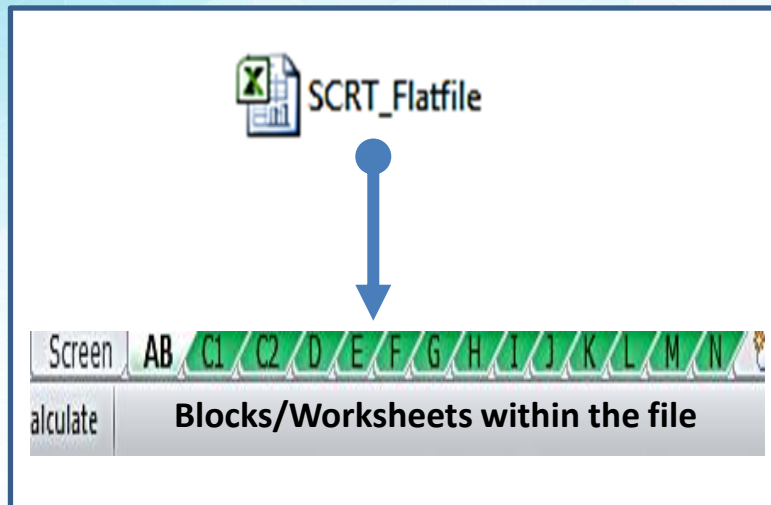 SCRT_Flatfile
Screen AB C1 C2 D E F G H I J K L M N
alculate Blocks/Worksheets within the file